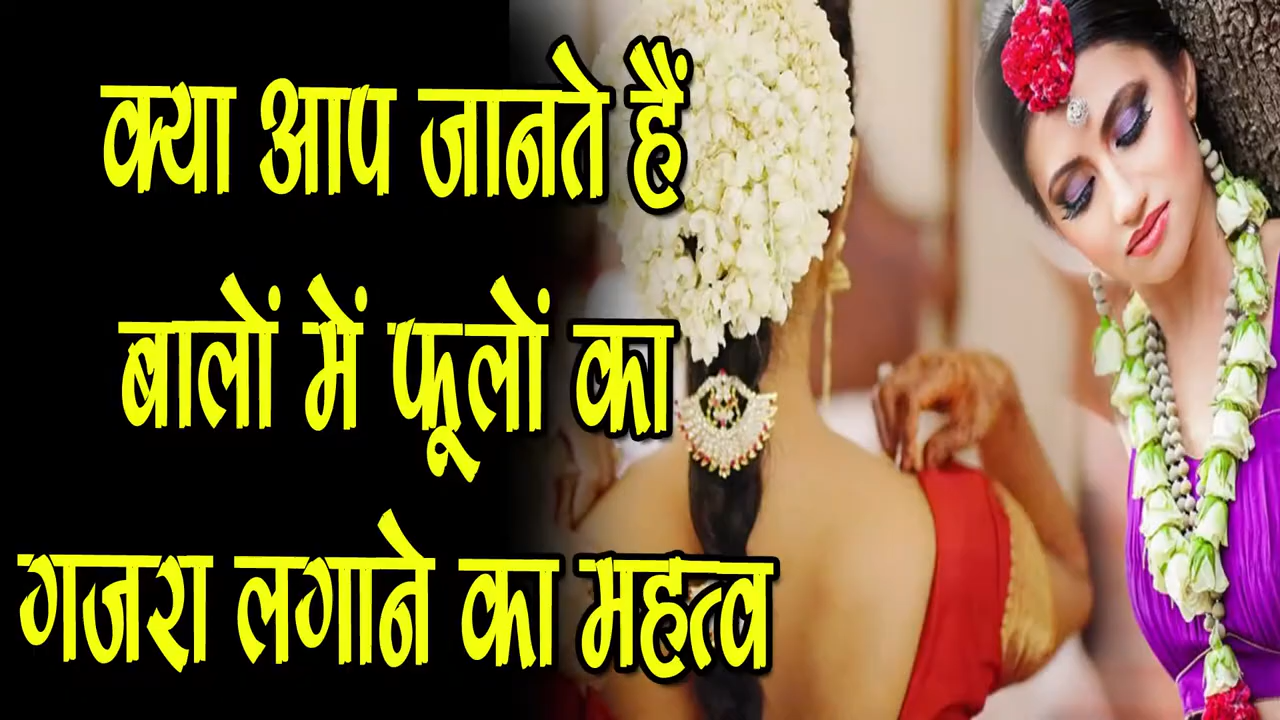 क्या आप जानते हैं
बालों में फूलों का
गजरा लगाने का महत्व